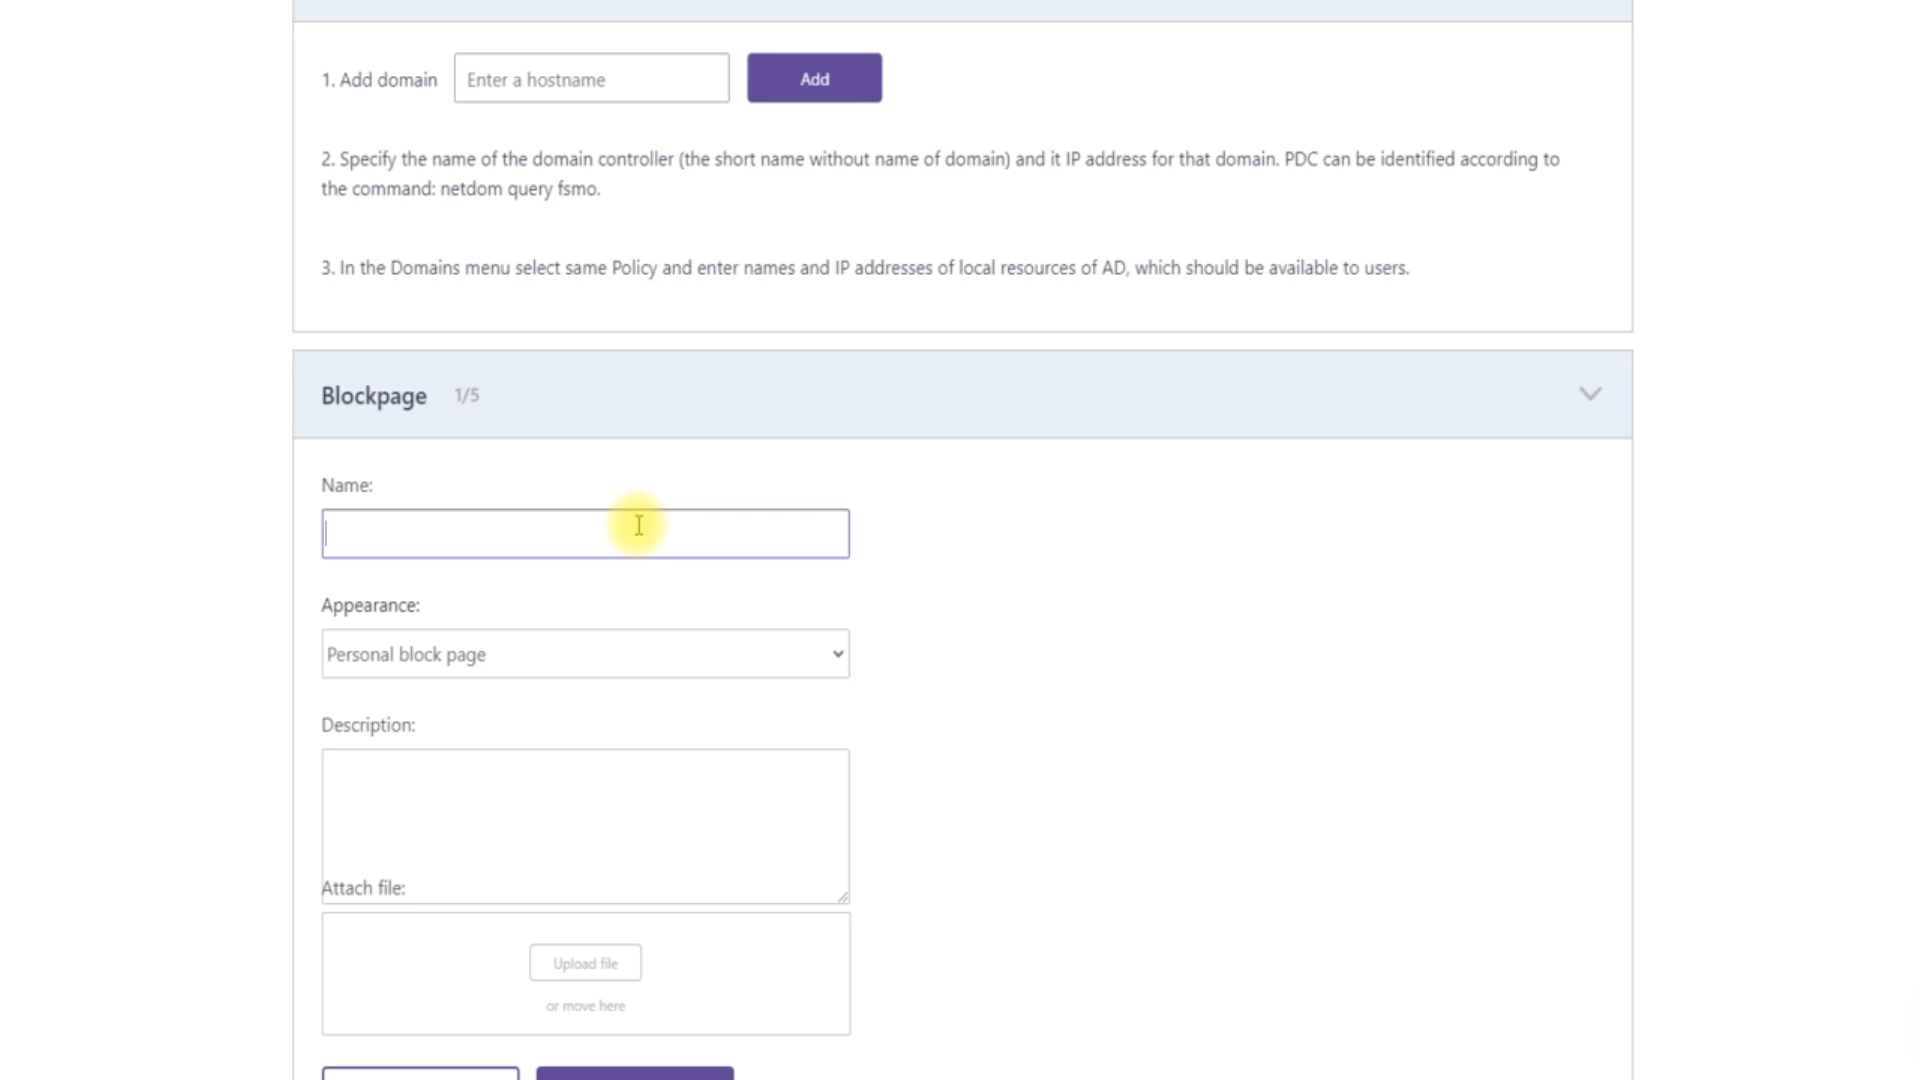 1. Add domain Enter a hostname Add
2. Specify the name of the domain controller (the short name without name of domain) and it IP address for that domain. PDC can be identified according to
the command: netdom query fsmo.
3. In the Domains menu select same Policy and enter names and IP addresses of local resources of AD, which should be available to users.
Blockpage 1/5
Name:
Appearance:
Personal block page
Description:
Attach file:
Upload file
or move here